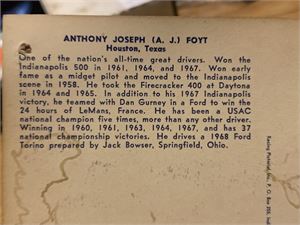 ANTHONY JOSEPH (A. J.) FOYT
Houston, Texas
One of the nation's all-time great drivers. Won the
Indianapolis 500 in 1961, 1964, and 1967. Won early
fame as a midget pilot and moved to the Indianapolis
scene in 1958. He took the Firecracker 400 at Daytona
in 1964 and 1965. In addition to his 1967 Indianapolis
victory, he teamed with Dan Gurney in a Ford to win the
24 hours of LeMans, France. He has been a USAC
national champion five times, more than any other driver.
Winning in 1960, 1961, 1963, 1964, 1967, and has 37
national championship victories. He drives a 1968 Ford
Torino prepared by Jack Bowser, Springfield, Ohio.
Racing Pictorial, Inc. P. O. Box